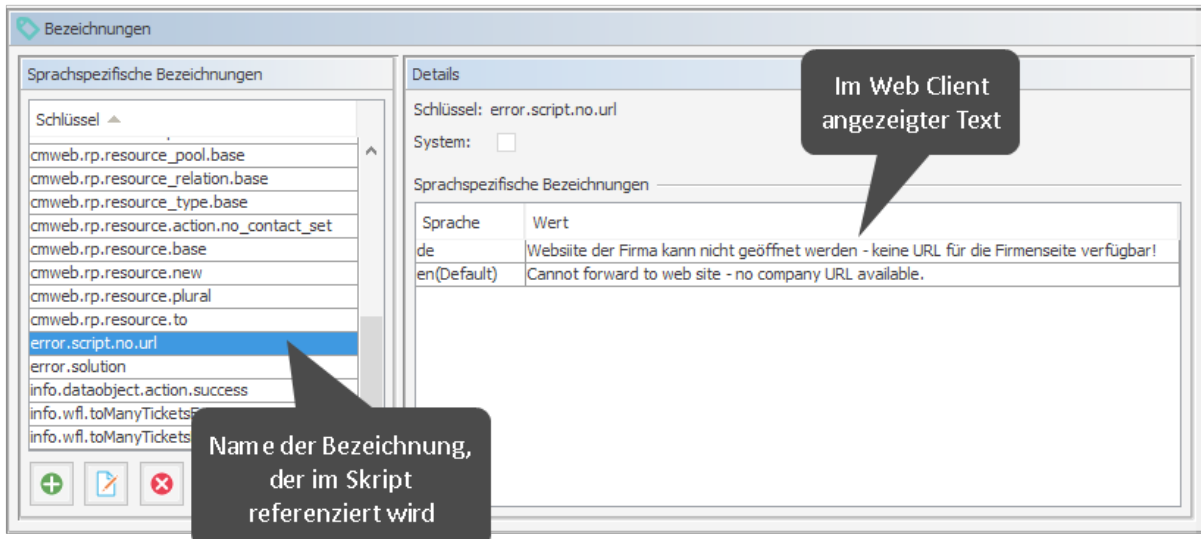 Bezeichnungen
Sprachspezifische Bezeichnungen
Schlüssel
cmweb.rp.resource_pool.base
cmweb.rp.resource_relation.base
cmweb.rp.resource_type.base
cmweb.rp.resource.action.no_contact_set
cmweb.rp.resource.base
cmweb.rp.resource.new
cmweb.rp.resource.plural
cmweb.rp.resource.to
error.script.no.url
error.solution
info.dataobject.action.success
info.wfl.toManyTickets
info.wfl.toManyTickets
Name der Bezeichnung,
der im Skript
referenziert wird
Details
Schlüssel: error.script.no.url
System:
Im Web Client
angezeigter Text
Sprachspezifische Bezeichnungen
Sprache Wert
de Websiite der Firma kann nicht geöffnet werden - keine URL für die Firmenseite verfügbar!
en(Default) Cannot forward to web site - no company URL available.